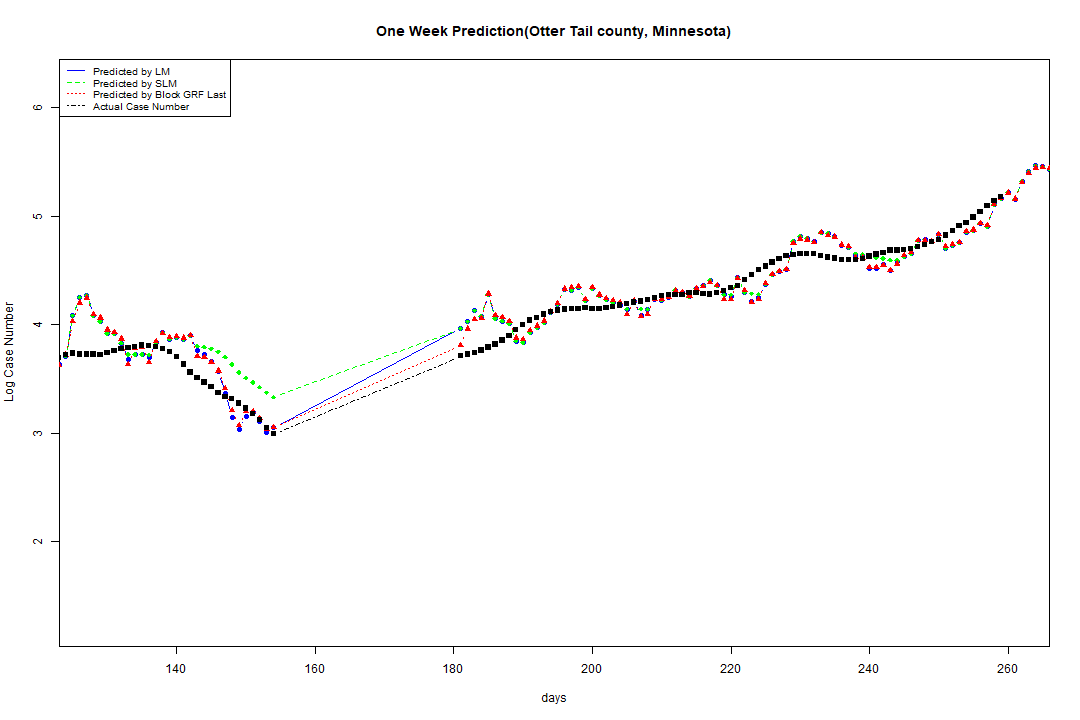 One Week Prediction(Otter Tail county, Minnesota)
Predicted by LM
Predicted by SLM
Predicted by Block GRF Last
Actual Case Number
6
5
4
3
2
Log Case Number
140 160 180 200 220 240 260
days